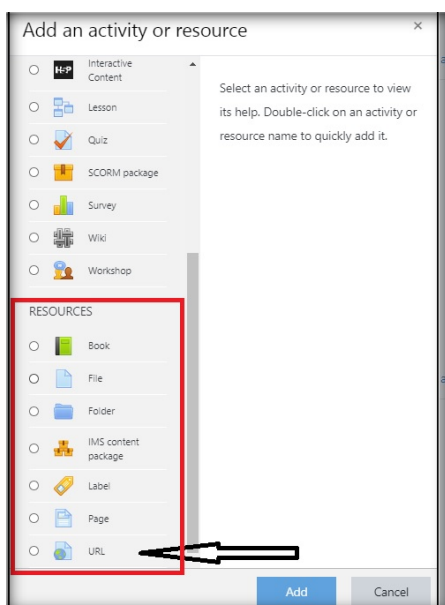 Add an activity or resource
×
H-P
Interactive
Content
Lesson
Quiz
SCORM package
Survey
Wiki
Workshop
RESOURCES
Book
File
Folder
IMS content
package
Label
Page
URL
Select an activity or resource to view
its help. Double-click on an activity or
resource name to quickly add it.
Add
Cancel